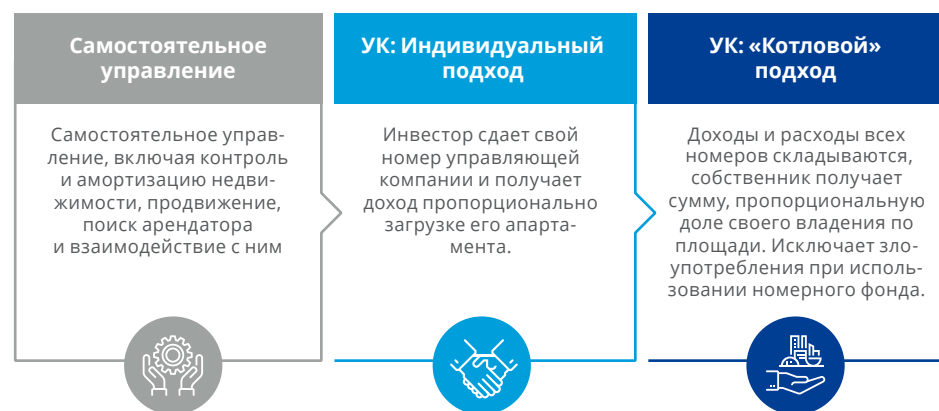 Самостоятельное
управление
Самостоятельное управ-
ление, включая контроль
и амортизацию недви-
жимости, продвижение,
поиск арендатора
и взаимодействие с ним
УК: Индивидуальный
подход
Инвестор сдает свой
номер управляющей
компании и получает
доход пропорционально
загрузке его апарта-
мента.
УК: «Котловой»
подход
Доходы и расходы всех
номеров складываются,
собственник получает
сумму, пропорциональную
доле своего владения по
площади. Исключает зло-
употребления при исполь-
зовании номерного фонда.